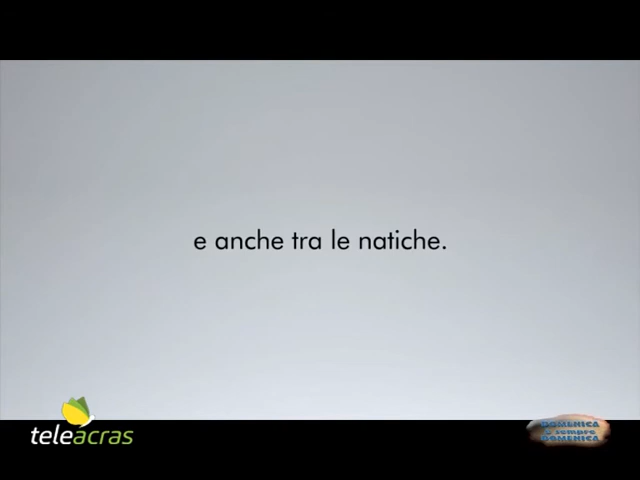 e anche tra le natiche.
teleacras
DOMENICA
è sempre
DOMENICA